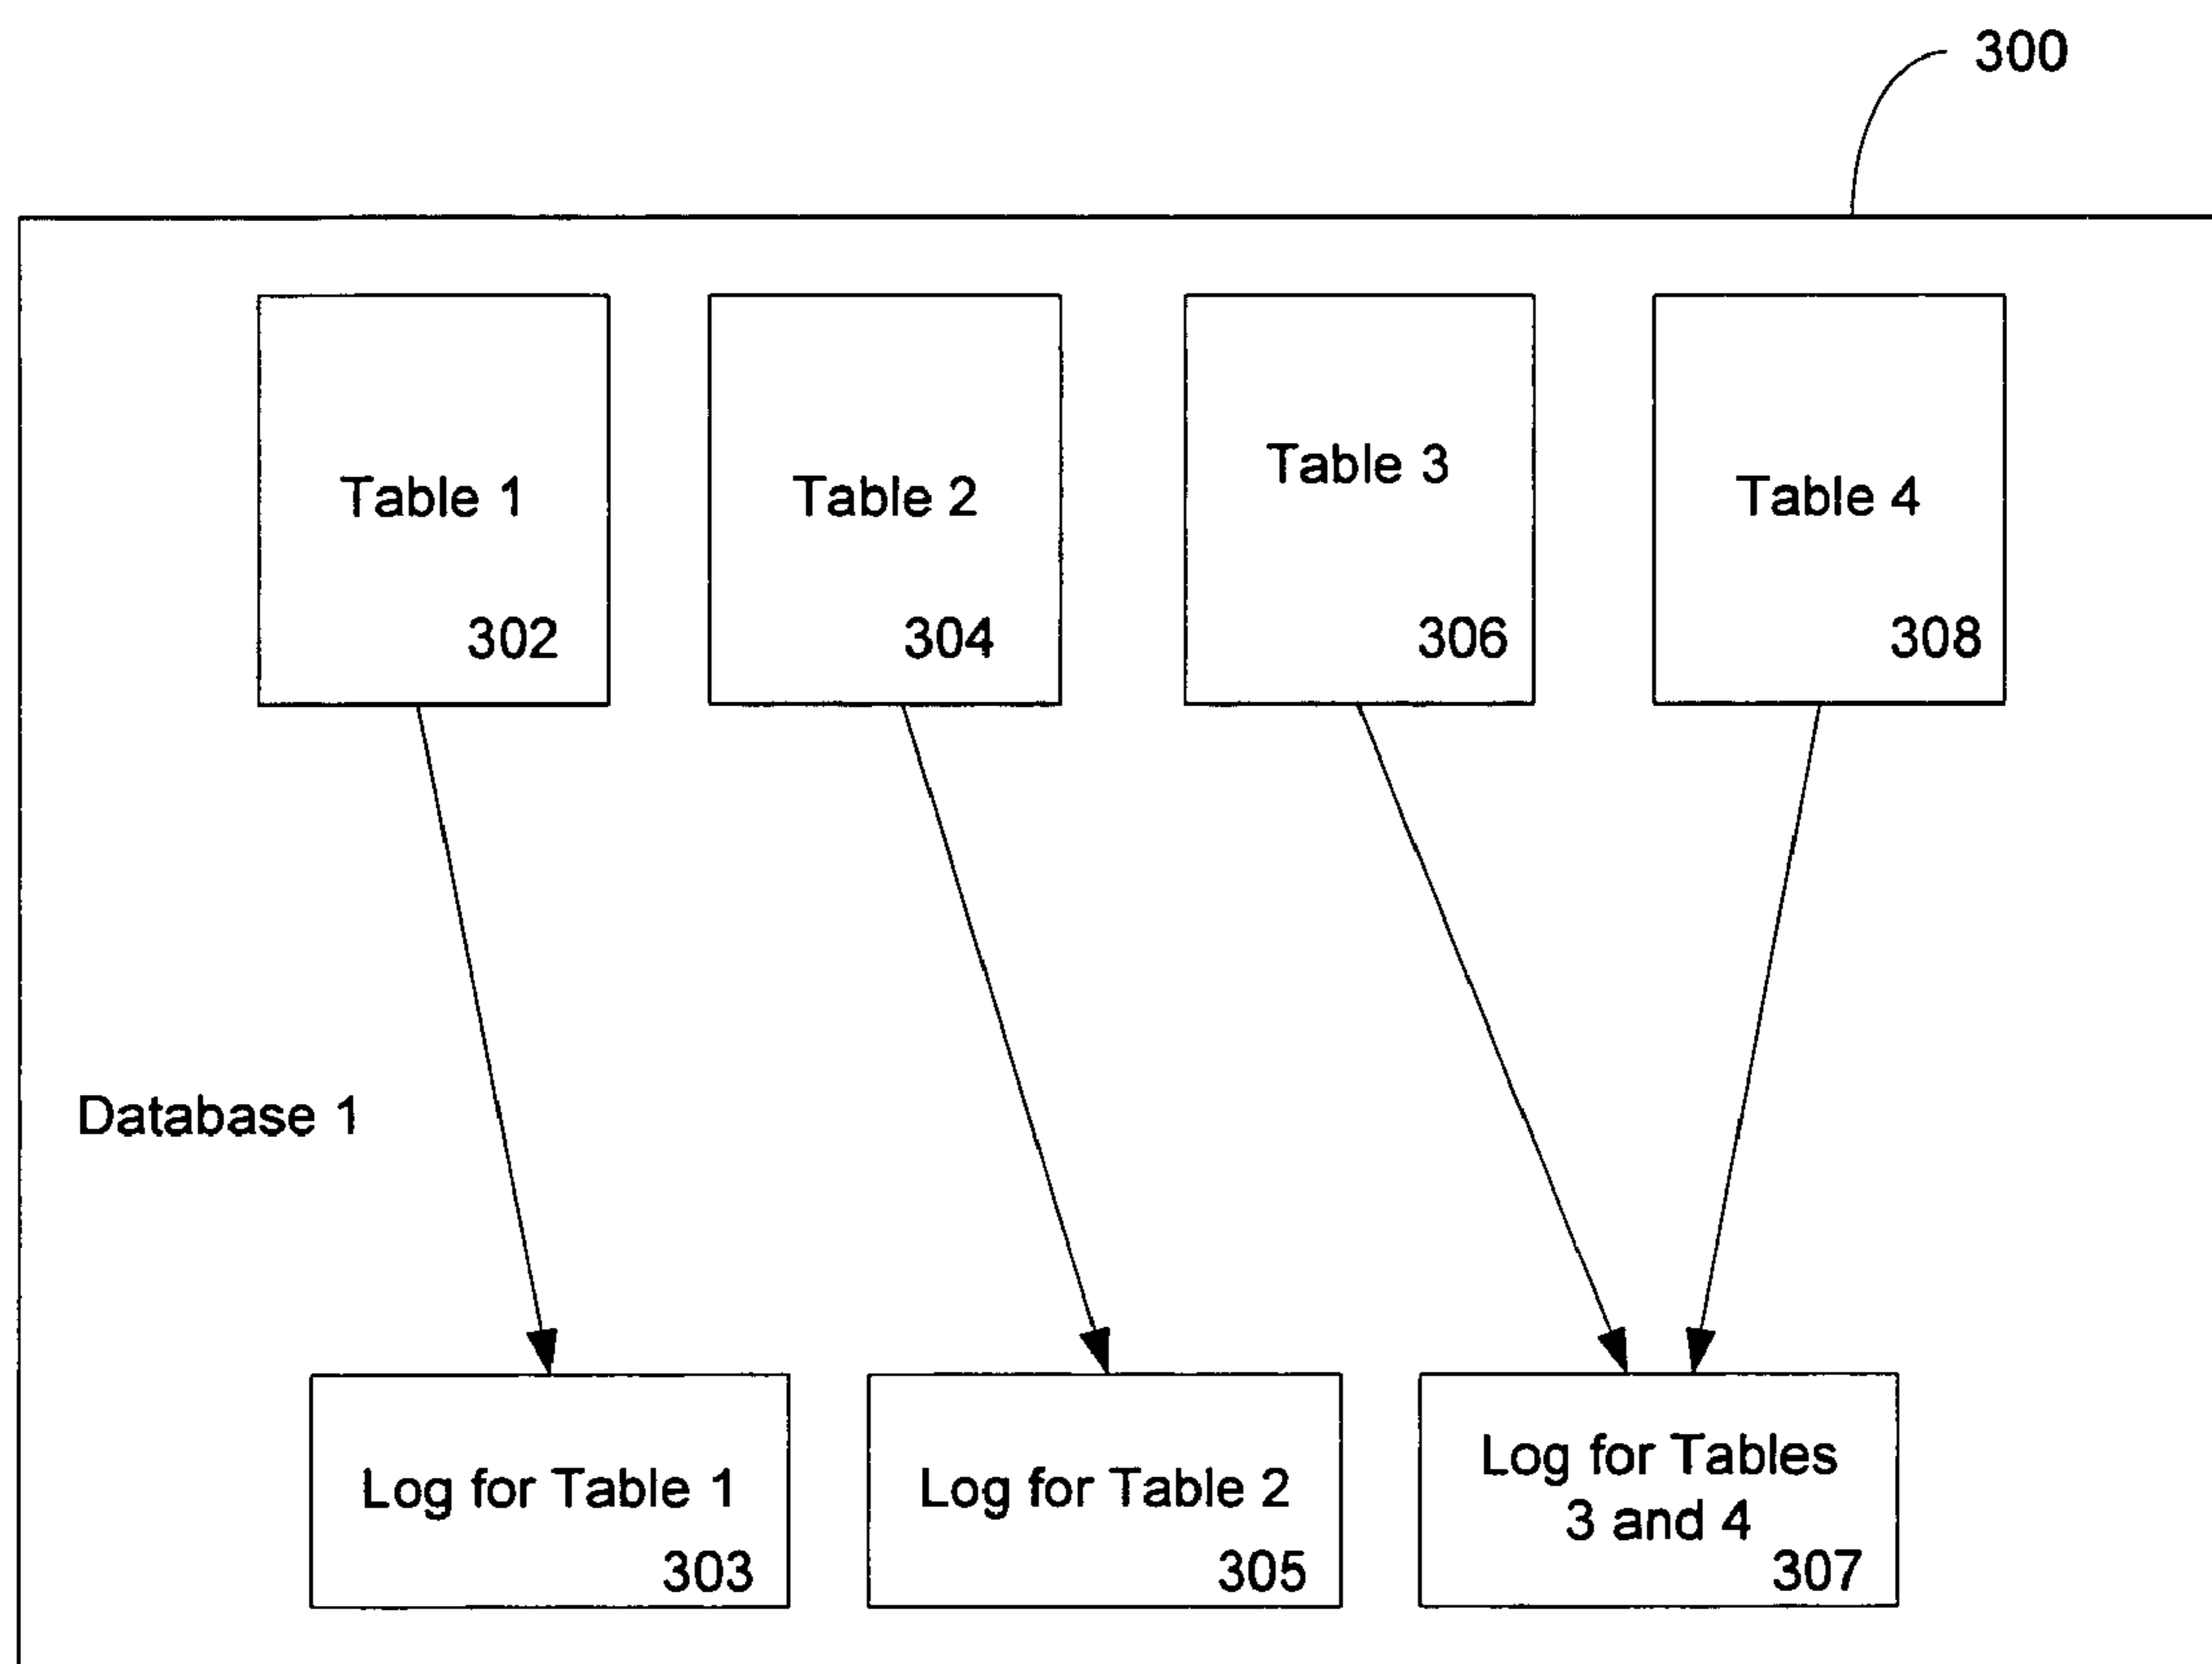 300
Table 1
302
Table 2
304
Table 3
306
Table 4
308
Database 1
Log for Table 1
303
Log for Table 2
305
Log for Tables
3 and 4
307